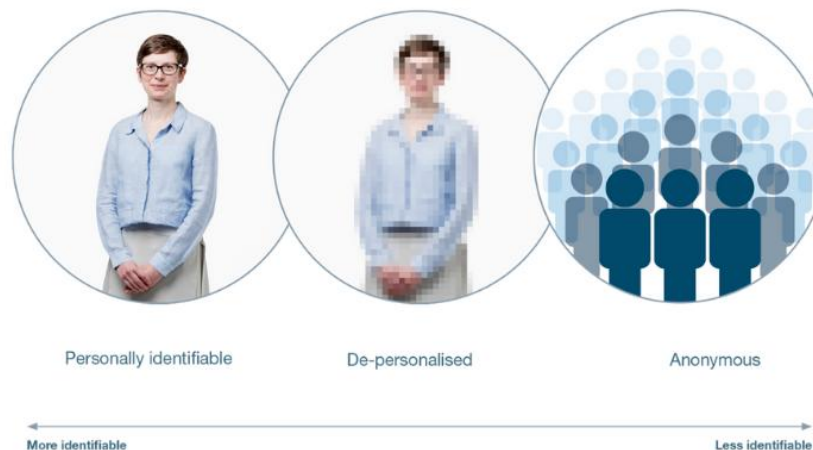 Personally identifiable
De-personalised
Anonymous
More identifiable
Less identifiable